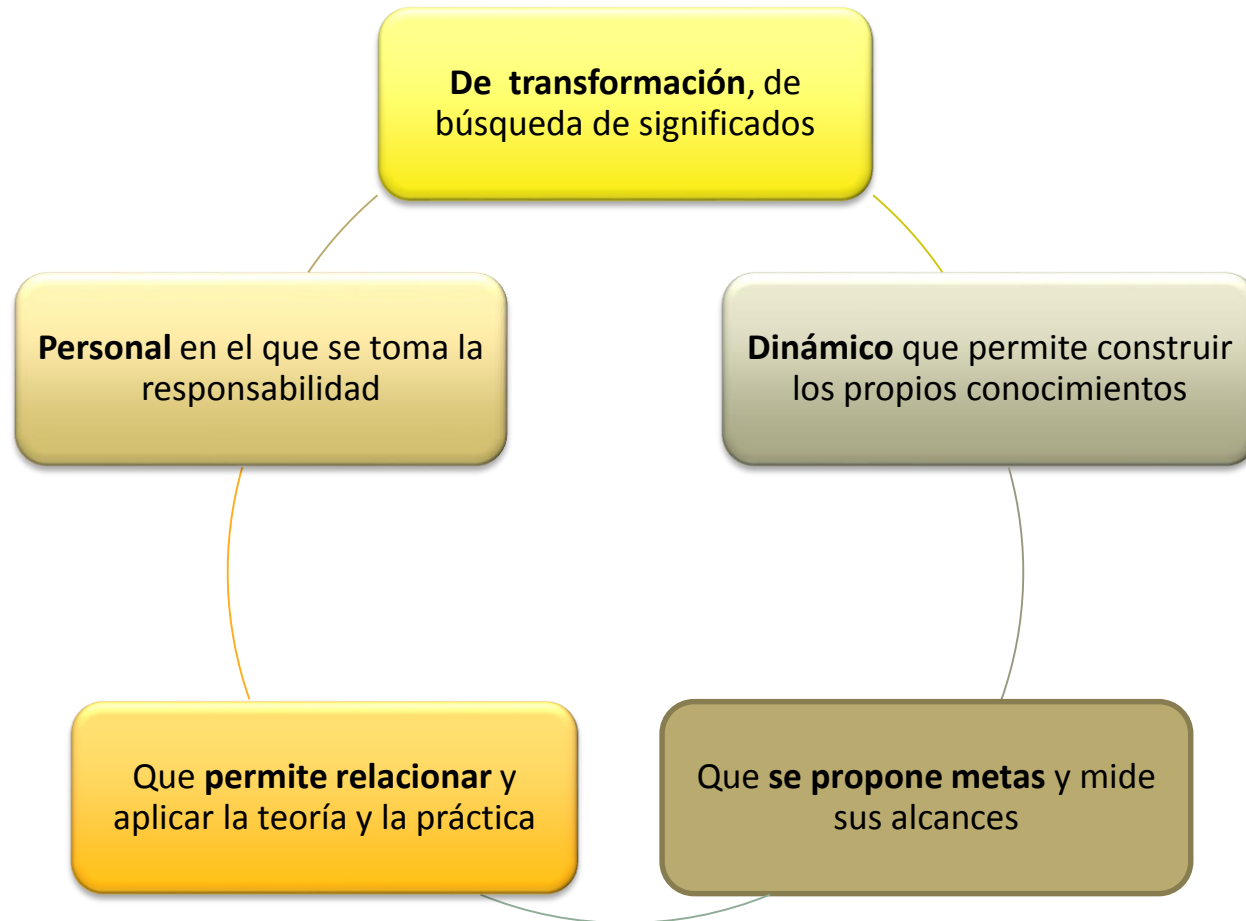 De transformación, de
búsqueda de significados
Personal en el que se toma la
responsabilidad
Dinámico que permite construir
los propios conocimientos
Que permite relacionar y
aplicar la teoría y la práctica
Que se propone metas y mide
sus alcances